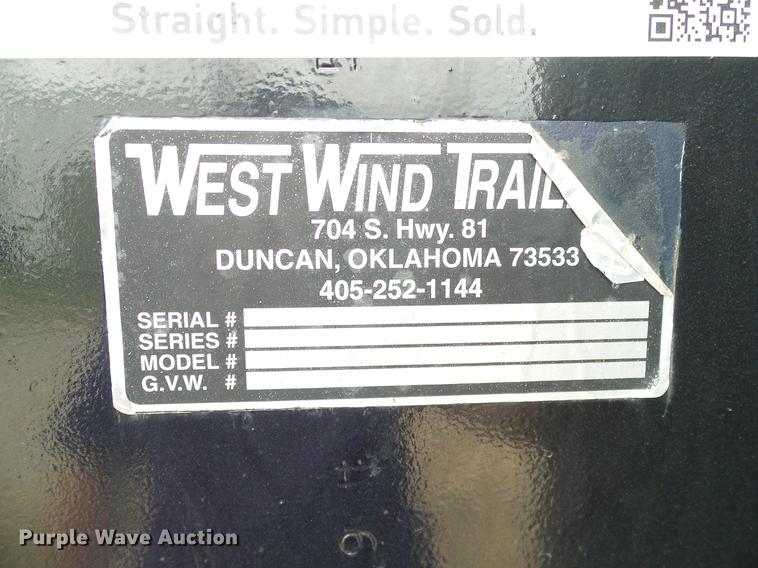 Straight. Simple. Sold.
WEST WIND TRAIL
704 S. Hwy. 81
DUNCAN, OKLAHOMA 73533
405-252-1144
SERIAL #
SERIES #
MODEL #
G.V.W. #
Purple Wave Auction